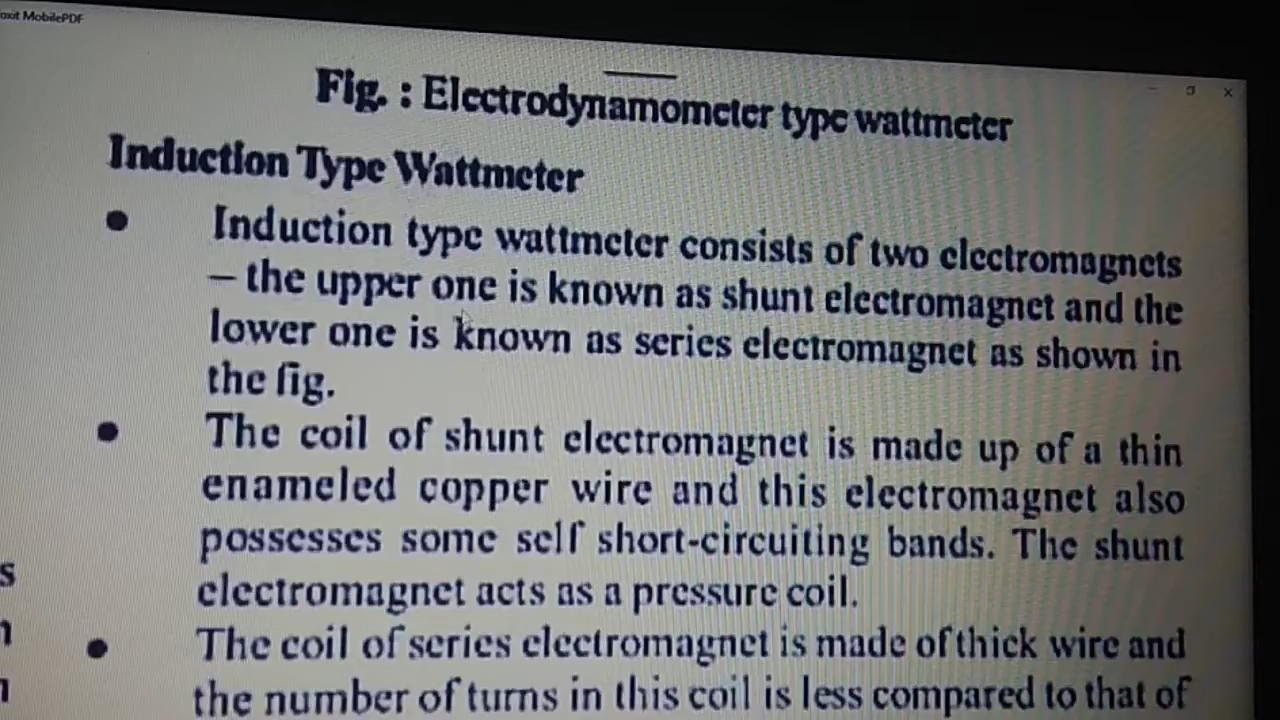 oxit MobilePDF
Fig. : Electrodynamometer type wattmeter
Induction Type Wattmeter
• Induction type wattmeter consists of two electromagnets
– the upper one is known as shunt electromagnet and the
lower one is known as series electromagnet as shown in
the fig.
• The coil of shunt electromagnet is made up of a thin
enameled copper wire and this electromagnet also
possesses some self short-circuiting bands. The shunt
electromagnet acts as a pressure coil.
• The coil of series electromagnet is made of thick wire and
the number of turns in this coil is less compared to that of